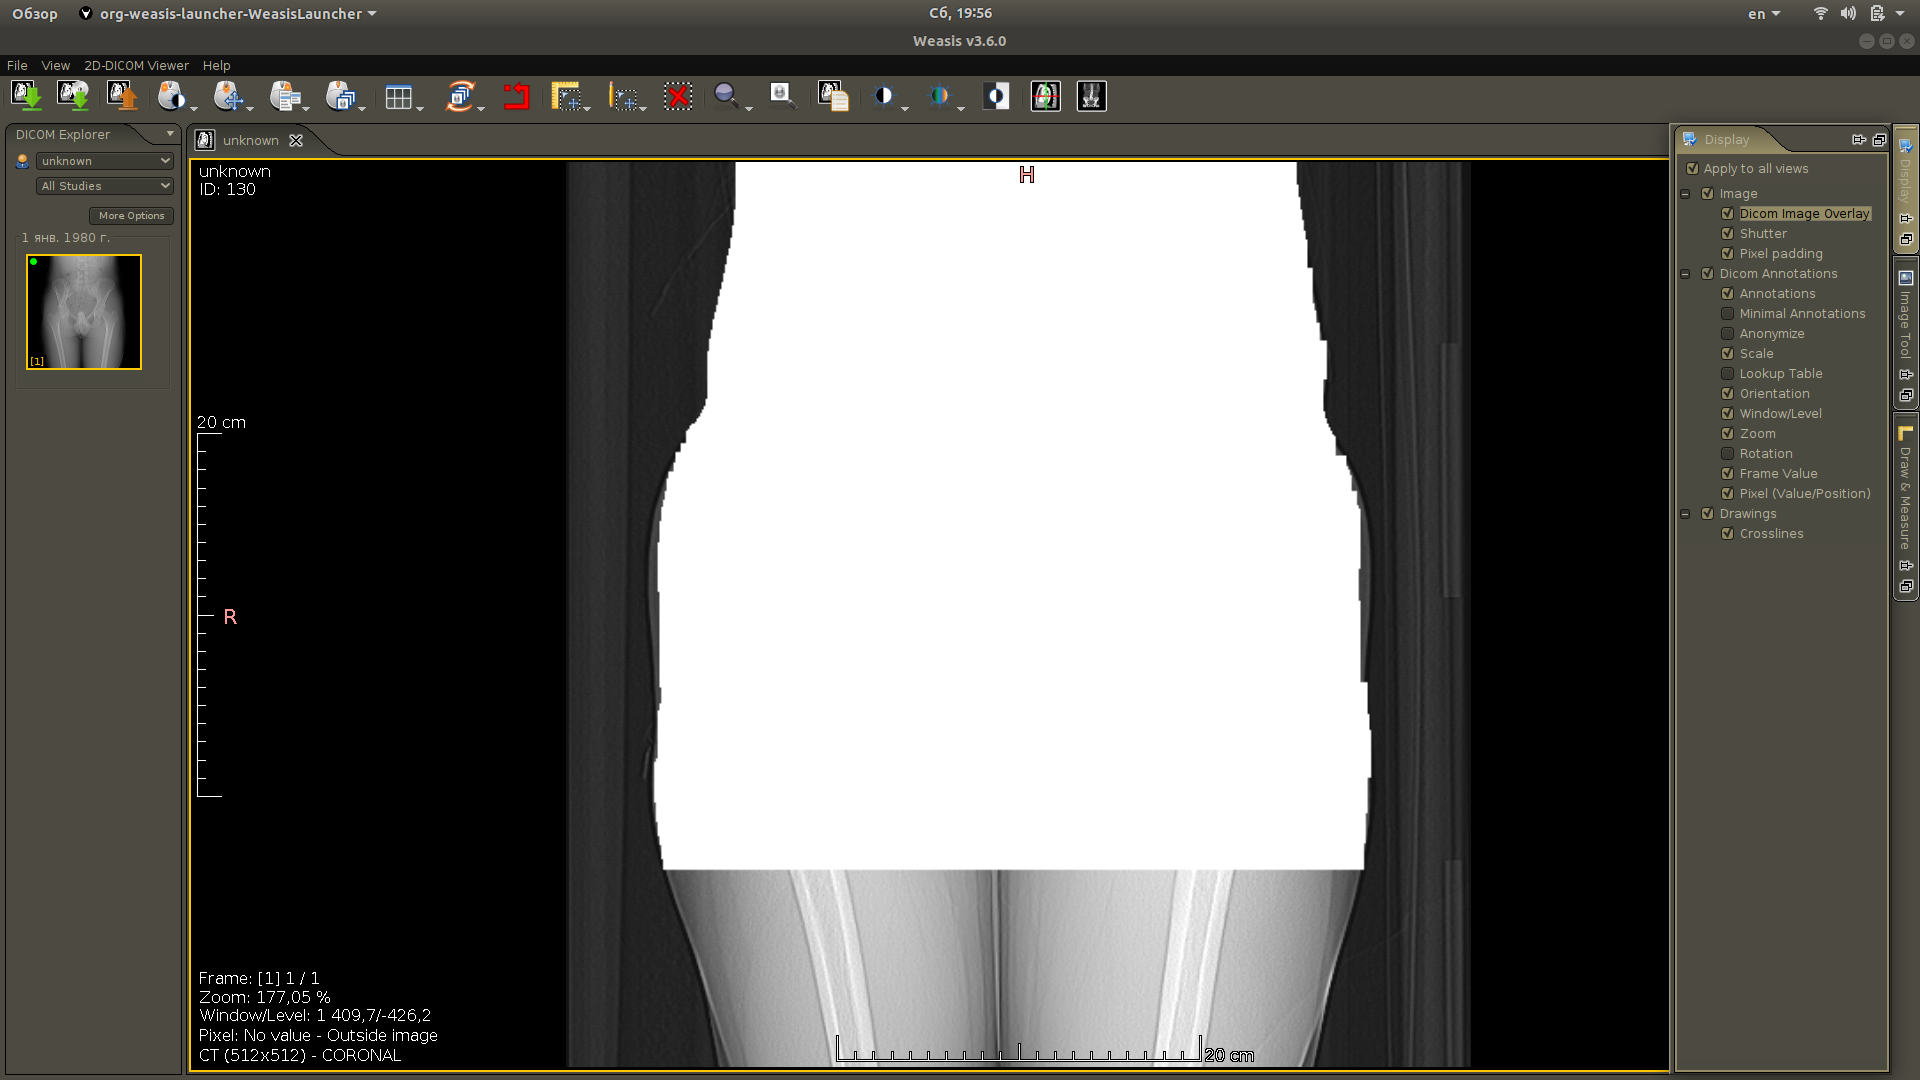 Обзор org-weasis-launcher-WeasisLauncher Сб, 19:56 en
Weasis v3.6.0
File View 2D-DICOM Viewer Help
DICOM Explorer
unknown
All Studies
More Options
1 янв. 1980 г.
[1]
unknown
unknown
ID: 130
H
20 cm
R
Frame: [1] 1 / 1
Zoom: 177,05 %
Window/Level: 1 409,7/-426,2
Pixel: No value - Outside image
CT (512x512) - CORONAL
20 cm
Display
Apply to all views
Image
Dicom Image Overlay
Shutter
Pixel padding
Dicom Annotations
Annotations
Minimal Annotations
Anonymize
Scale
Lookup Table
Orientation
Window/Level
Zoom
Rotation
Frame Value
Pixel (Value/Position)
Drawings
Crosslines
Display
Image Tool
Draw & Measure